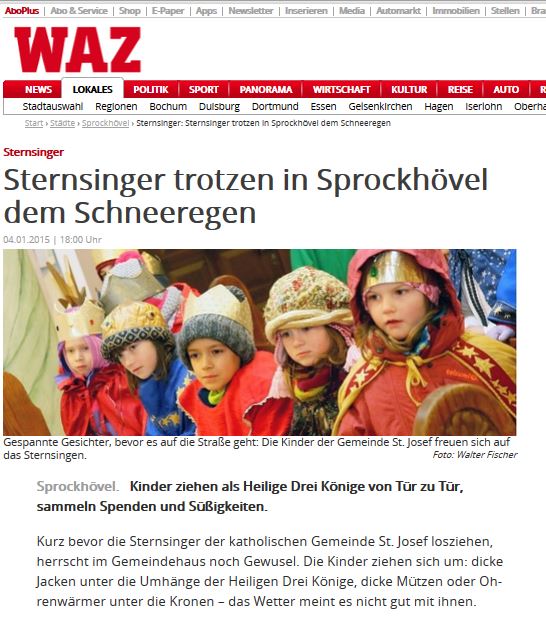 AboPlus | Abo & Service | Shop | E-Paper | Apps | Newsletter | Inserieren | Media | Automarkt | Immobilien | Stellen | Bra
WAZ
NEWS LOKALES POLITIK SPORT PANORAMA WIRTSCHAFT KULTUR REISE AUTO R
Stadtauswahl Regionen Bochum Duisburg Dortmund Essen Gelsenkirchen Hagen Iserlohn Oberha
Start › Städte › Sprockhövel › Sternsinger: Sternsinger trotzen in Sprockhövel dem Schneeregen
Sternsinger
Sternsinger trotzen in Sprockhövel
dem Schneeregen
04.01.2015 | 18:00 Uhr
Gespannte Gesichter, bevor es auf die Straße geht: Die Kinder der Gemeinde St. Josef freuen sich auf
das Sternsingen. Foto: Walter Fischer
Sprockhövel. Kinder ziehen als Heilige Drei Könige von Tür zu Tür,
sammeln Spenden und Süßigkeiten.
Kurz bevor die Sternsinger der katholischen Gemeinde St. Josef losziehen,
herrscht im Gemeindehaus noch Gewusel. Die Kinder ziehen sich um: dicke
Jacken unter die Umhänge der Heiligen Drei Könige, dicke Mützen oder Oh-
renwärmer unter die Kronen – das Wetter meint es nicht gut mit ihnen.